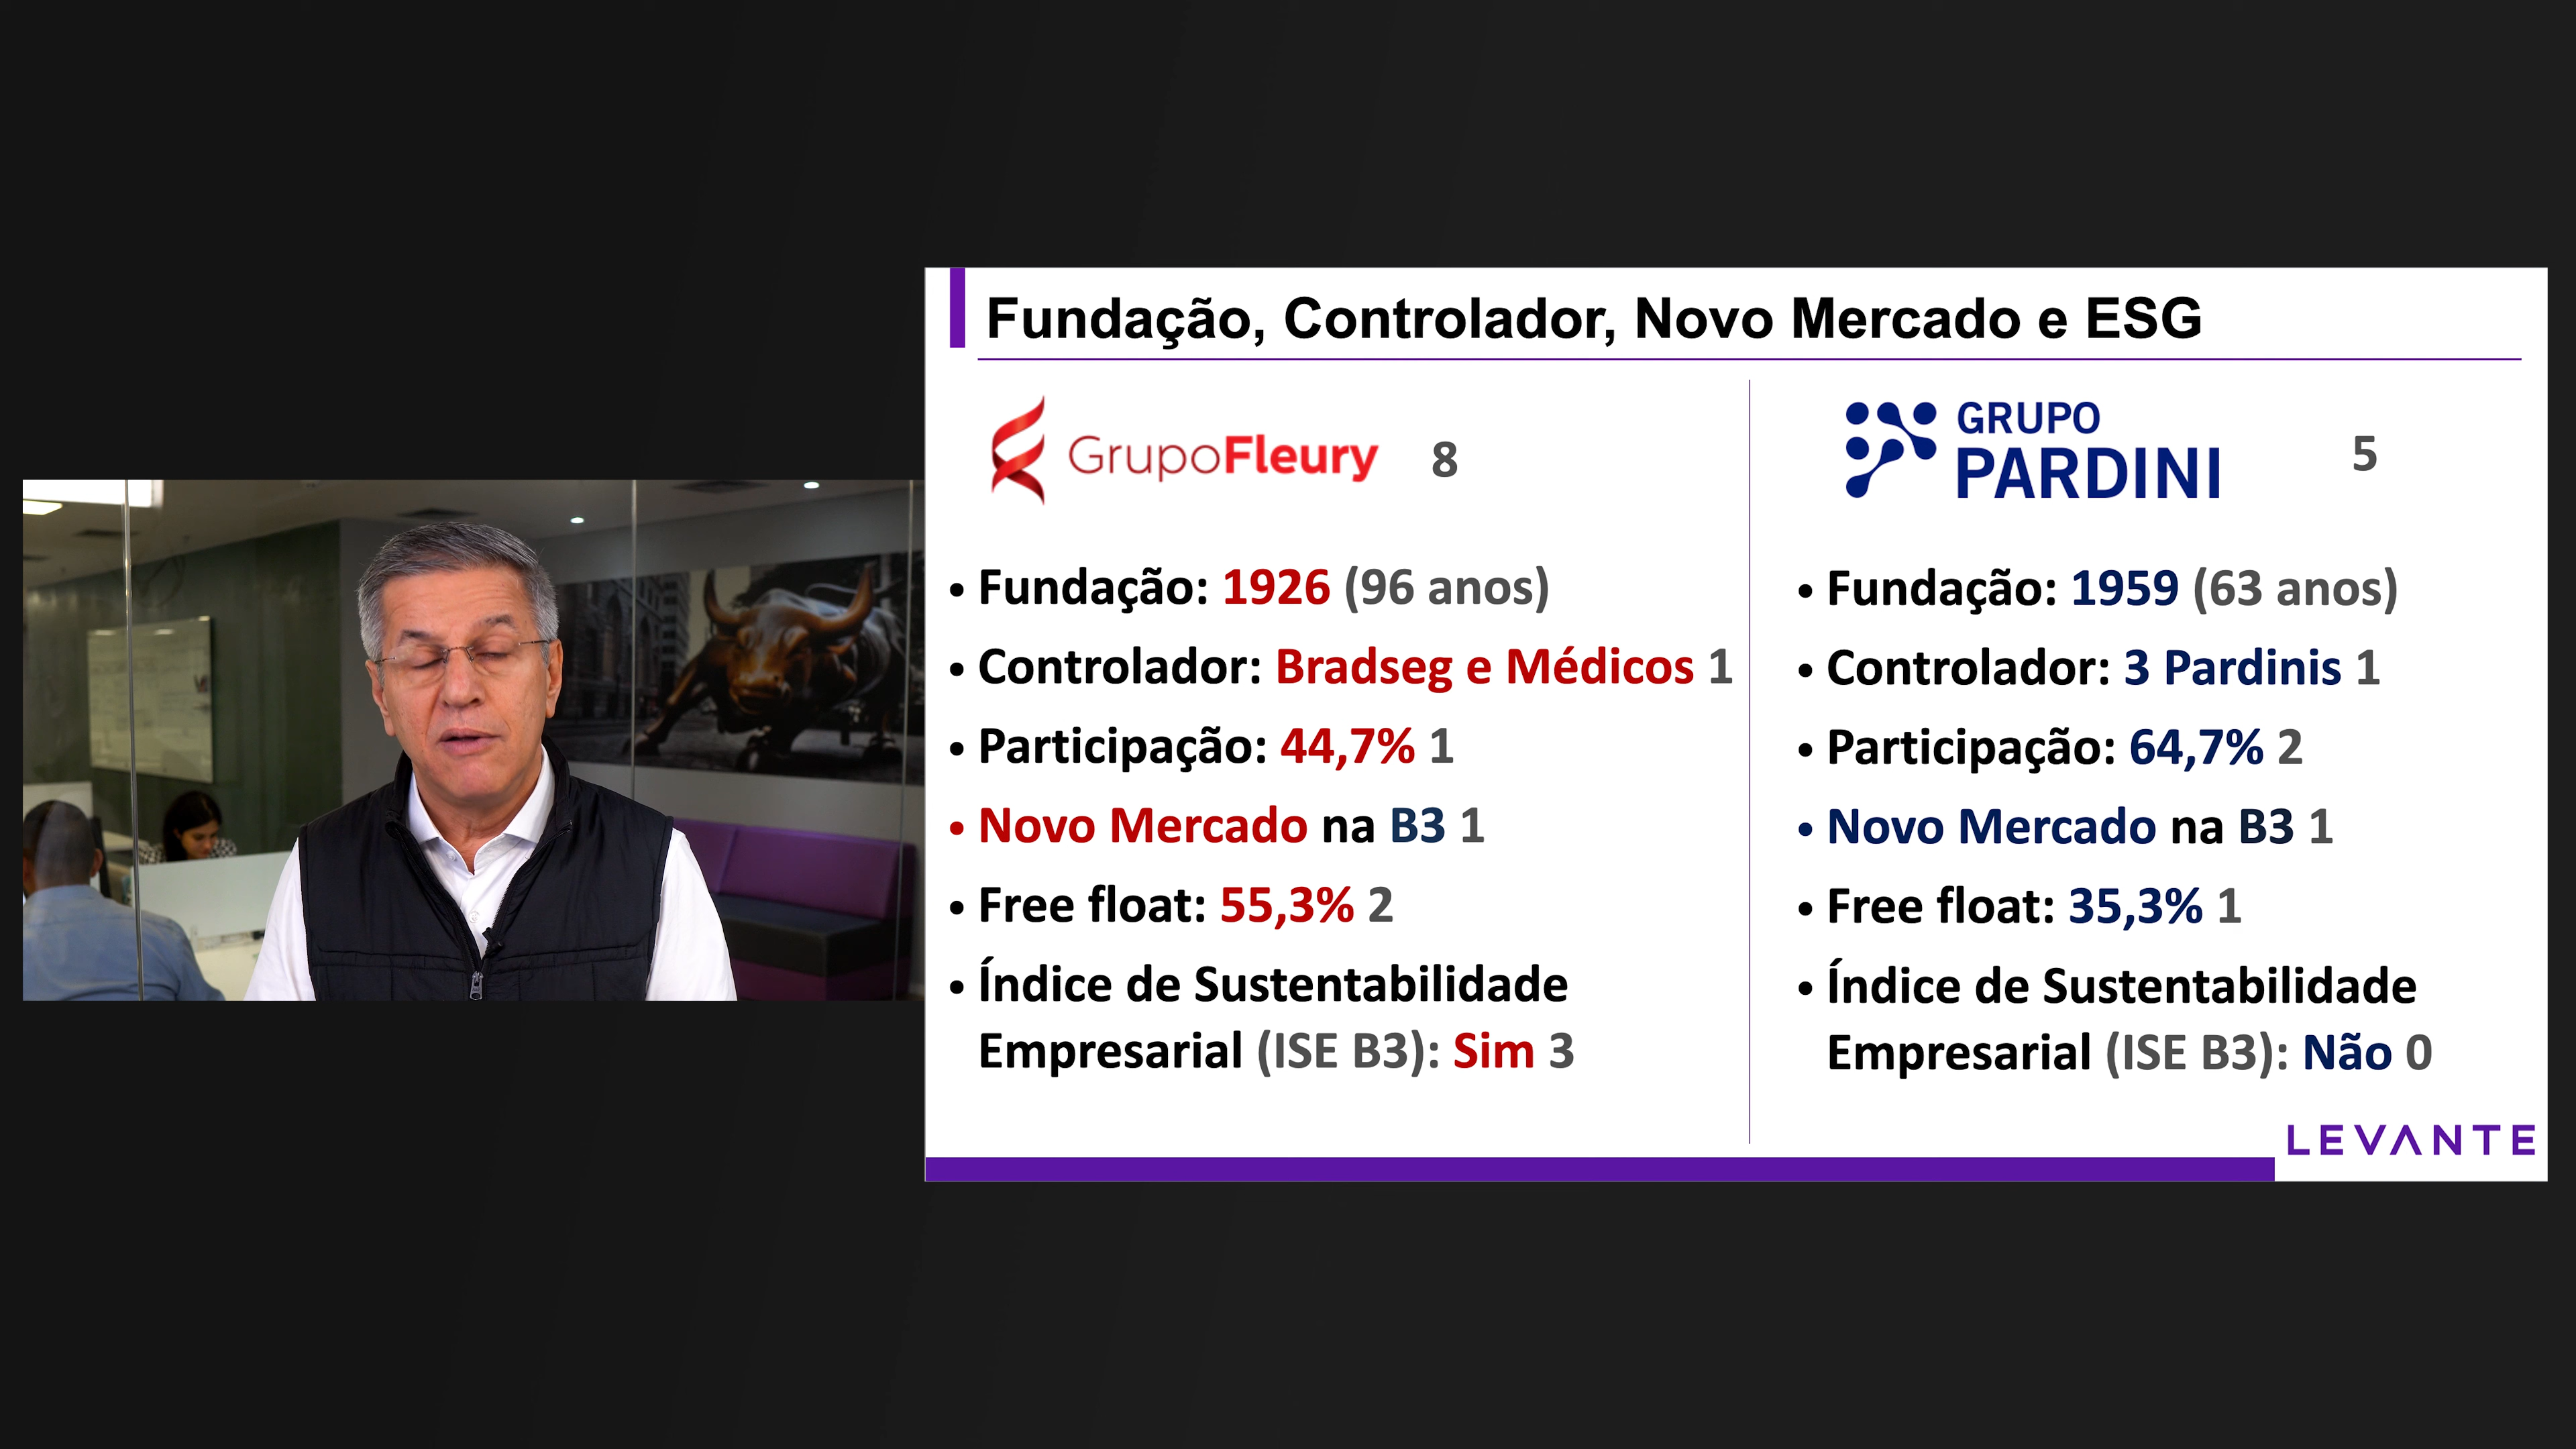 Fundação, Controlador, Novo Mercado e ESG
GrupoFleury 8
• Fundação: 1926 (96 anos)
• Controlador: Bradseg e Médicos 1
• Participação: 44,7% 1
• Novo Mercado na B3 1
• Free float: 55,3% 2
• Índice de Sustentabilidade
Empresarial (ISE B3): Sim 3
GRUPO
PARDINI 5
• Fundação: 1959 (63 anos)
• Controlador: 3 Pardinis 1
• Participação: 64,7% 2
• Novo Mercado na B3 1
• Free float: 35,3% 1
• Índice de Sustentabilidade
Empresarial (ISE B3): Não 0
LEVANTE